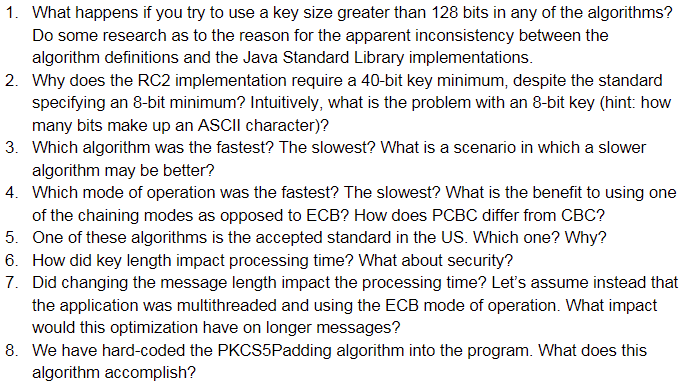 1. What happens if you try to use a key size greater than 128 bits in any of the algorithms?
Do some research as to the reason for the apparent inconsistency between the
algorithm definitions and the Java Standard Library implementations.
2. Why does the RC2 implementation require a 40-bit key minimum, despite the standard
specifying an 8-bit minimum? Intuitively, what is the problem with an 8-bit key (hint: how
many bits make up an ASCII character)?
3. Which algorithm was the fastest? The slowest? What is a scenario in which a slower
algorithm may be better?
4. Which mode of operation was the fastest? The slowest? What is the benefit to using one
of the chaining modes as opposed to ECB? How does PCBC differ from CBC?
5. One of these algorithms is the accepted standard in the US. Which one? Why?
6. How did key length impact processing time? What about security?
7. Did changing the message length impact the processing time? Let's assume instead that
the application was multithreaded and using the ECB mode of operation. What impact
would this optimization have on longer messages?
8. We have hard-coded the PKCS5Padding algorithm into the program. What does this
algorithm accomplish?